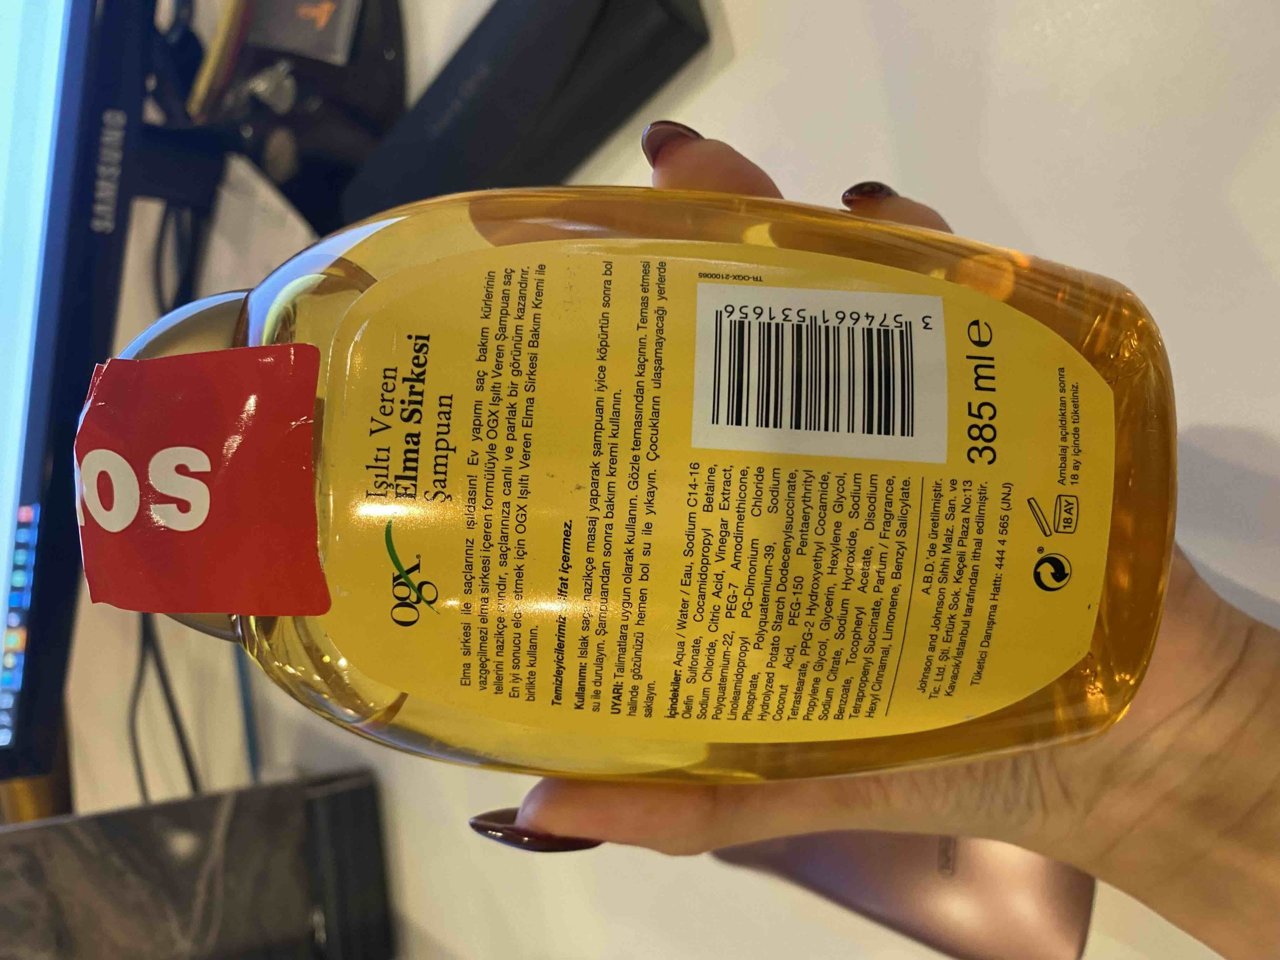 SAMSUNG
OS
ogx
Işıltı Veren
Elma Sirkesi
Şampuan
Elma sirkesi ile saçlarınız ışıldasın! Ev yapımı saç bakım kürlerinin
vazgeçilmezi elma sirkesi içeren formülüyle OGX Işıltı Veren Şampuan saç
tellerini nazikçe arındır, saçlarınıza canlı ve parlak bir görünüm kazandırır.
En iyi sonucu elde etmek için OGX Işıltı Veren Elma Sirkesi Bakım Kremi ile
birlikte kullanın.
Temizleyicilerimiz sülfat içermez.
Kullanımı: Islak saça nazikçe masaj yaparak şampuanı iyice köpürtün sonra bol
su ile durulayın. Şampuandan sonra bakım kremi kullanın.
UYARI: Talimatlara uygun olarak kullanın. Gözle temasından kaçının. Temas etmesi
halinde gözünüzü hemen bol su ile yıkayın. Çocukların ulaşamayacağı yerlerde
saklayın.
İçindekiler: Aqua / Water / Eau, Sodium C14-16
Olefin Sulfonate, Cocamidopropyl Betaine,
Sodium Chloride, Citric Acid, Vinegar Extract,
Polyquaternium-22, PEG-7 Amodimethicone,
Linoleamidopropyl PG-Dimonium Chloride
Phosphate, Polyquaternium-39, Sodium
Hydrolyzed Potato Starch Dodecenylsuccinate,
Coconut Acid, PEG-150 Pentaerythrityl
Tetrastearate, PPG-2 Hydroxyethyl Cocamide,
Propylene Glycol, Glycerin, Hexylene Glycol,
Sodium Citrate, Sodium Hydroxide, Sodium
Benzoate, Tocopheryl Acetate, Disodium
Tetrapropenyl Succinate, Parfum / Fragrance,
Hexyl Cinnamal, Limonene, Benzyl Salicylate.
TR-OGX-2100085
3 574661 531656
A.B.D.'de üretilmiştir.
Johnson and Johnson Sıhhi Malz. San. ve
Tic. Ltd. Şti. Ertürk Sok. Keçeli Plaza No:13
Kavacık/İstanbul tarafından ithal edilmiştir.
Tüketici Danışma Hattı: 444 4 565 (JNJ)
385 ml e
18 AY
Ambalaj açıldıktan sonra
18 ay içinde tüketiniz.